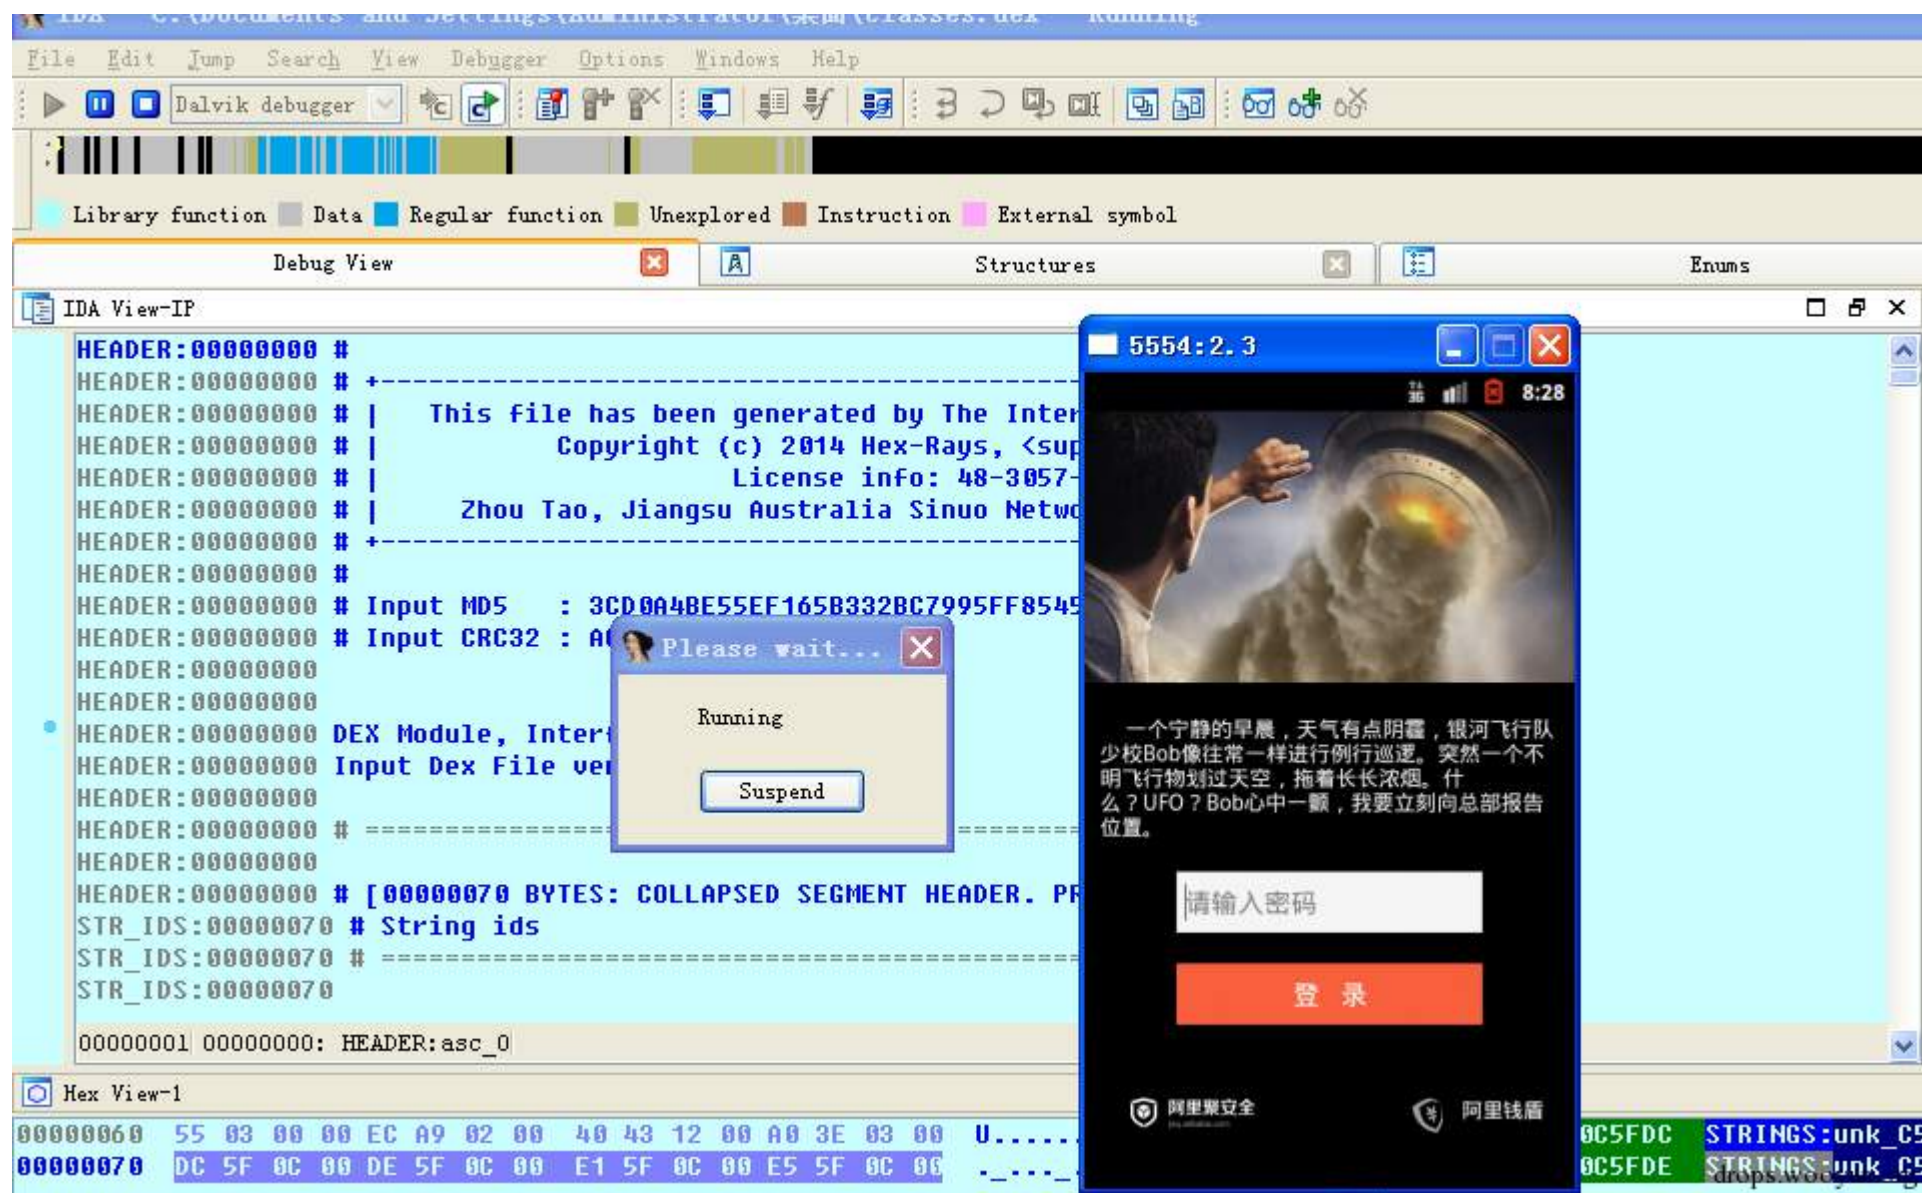 IDA - C:\Documents and Settings\Administrator\桌面\classes.dex - Running
File Edit Jump Search View Debugger Options Windows Help
Dalvik debugger
Library function Data Regular function Unexplored Instruction External symbol
Debug View Structures Enums
IDA View-IP
HEADER:00000000 #
HEADER:00000000 # +-----------------------------------------
HEADER:00000000 # | This file has been generated by The Inter
HEADER:00000000 # | Copyright (c) 2014 Hex-Rays, <sup
HEADER:00000000 # | License info: 48-3057-
HEADER:00000000 # | Zhou Tao, Jiangsu Australia Sinuo Netwo
HEADER:00000000 # +-----------------------------------------
HEADER:00000000 #
HEADER:00000000 # Input MD5 : 3CD0A4BE55EF165B332BC7995FF8545
HEADER:00000000 # Input CRC32 :
HEADER:00000000
HEADER:00000000
HEADER:00000000 DEX Module, Inter
HEADER:00000000 Input Dex File ver
HEADER:00000000
HEADER:00000000 # =============================================
HEADER:00000000
HEADER:00000000 # [00000070 BYTES: COLLAPSED SEGMENT HEADER. PR
STR_IDS:00000070 # String ids
STR_IDS:00000070 # ============================================
STR_IDS:00000070
00000001 00000000: HEADER:asc_0
Please wait...
Running
Suspend
5554:2.3
3G 8:28
一个宁静的早晨，天气有点阴霾，银河飞行队
少校Bob像往常一样进行例行巡逻。突然一个不
明飞行物划过天空，拖着长长浓烟。什
么？UFO？Bob心中一颤，我要立刻向总部报告
位置。
请输入密码
登 录
阿里聚安全 阿里钱盾
Hex View-1
00000060 55 03 00 00 EC A9 02 00 40 43 12 00 A0 3E 03 00 U.....
00000070 DC 5F 0C 00 DE 5F 0C 00 E1 5F 0C 00 E5 5F 0C 00 ._..._.
0C5FDC STRINGS:unk_C5
0C5FDE STRINGS:unk_C5